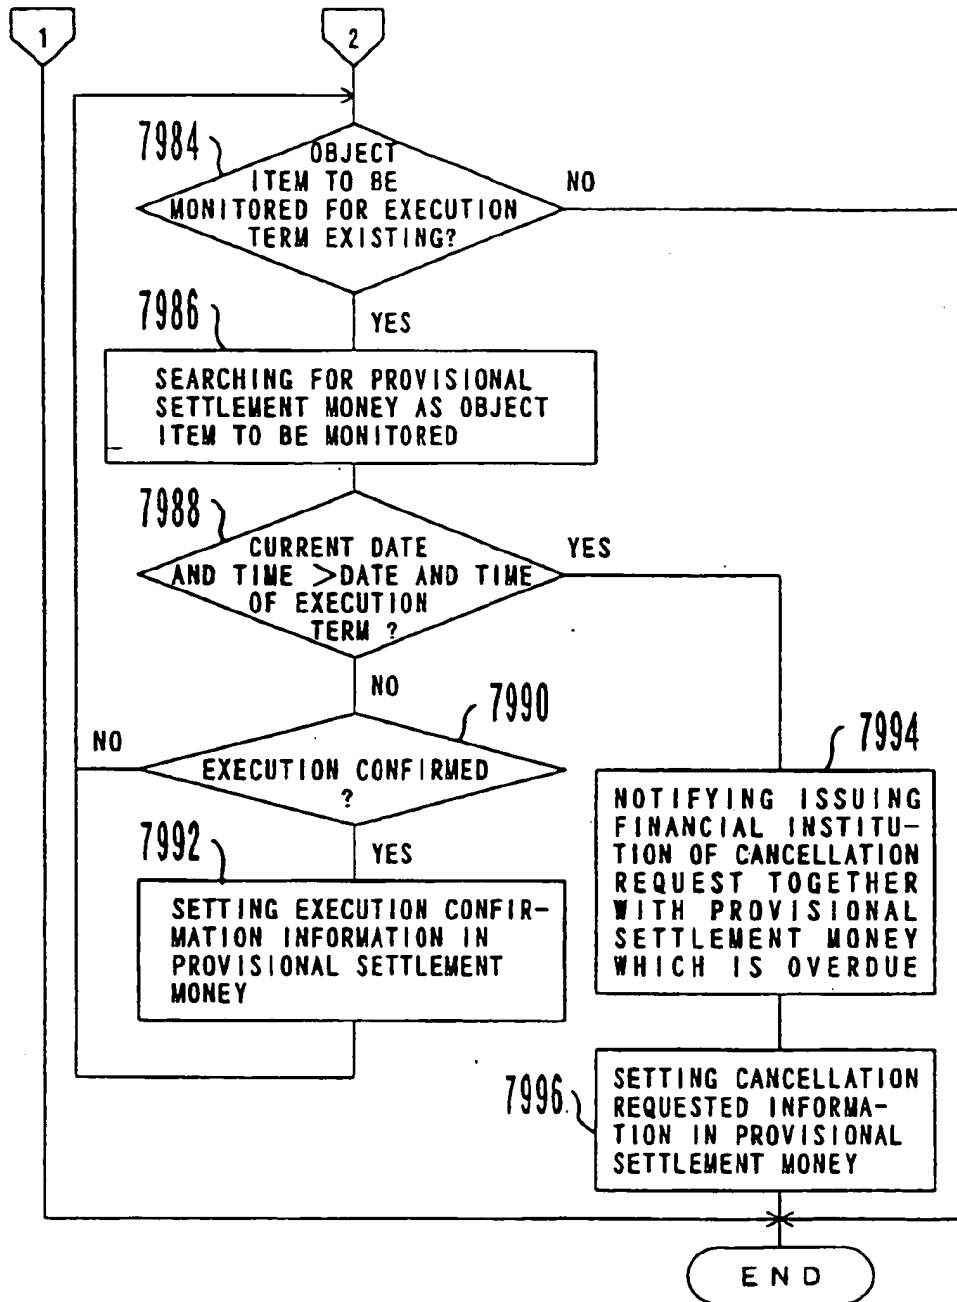 1
2
7984
OBJECT
ITEM TO BE
MONITORED FOR EXECUTION
TERM EXISTING?
NO
YES
7986
SEARCHING FOR PROVISIONAL
SETTLEMENT MONEY AS OBJECT
ITEM TO BE MONITORED
7988
CURRENT DATE
AND TIME >DATE AND TIME
OF EXECUTION
TERM ?
YES
NO
7990
NO
EXECUTION CONFIRMED
?
YES
7992
SETTING EXECUTION CONFIR-
MATION INFORMATION IN
PROVISIONAL SETTLEMENT
MONEY
7994
NOTIFYING ISSUING
FINANCIAL INSTITU-
TION OF CANCELLATION
REQUEST TOGETHER
WITH PROVISIONAL
SETTLEMENT MONEY
WHICH IS OVERDUE
7996
SETTING CANCELLATION
REQUESTED INFORMA-
TION IN PROVISIONAL
SETTLEMENT MONEY
END